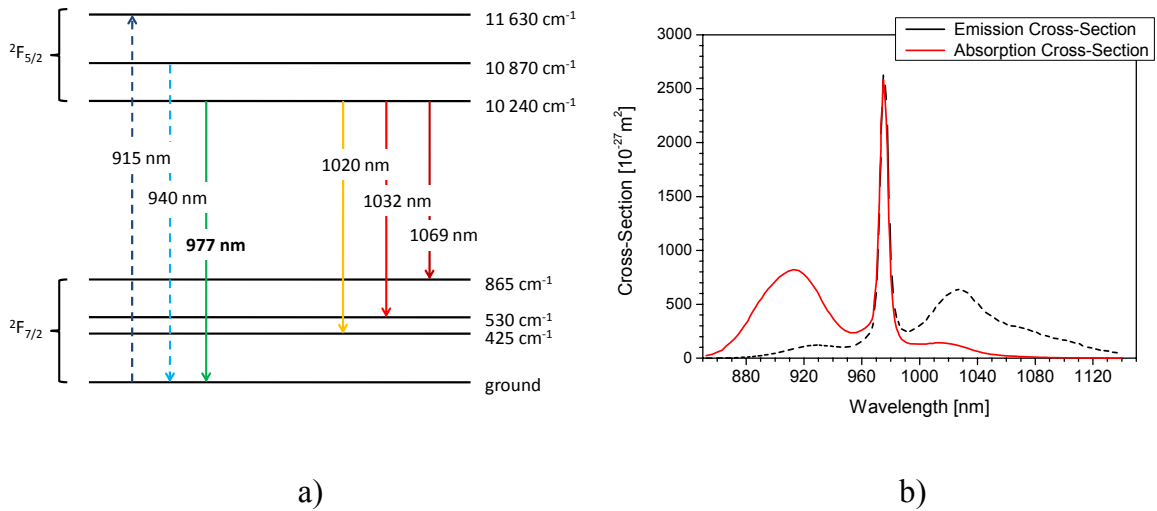 11 630 cm-1
²F5/2
10 870 cm-1
10 240 cm-1
915 nm
940 nm
977 nm
1020 nm
1032 nm
1069 nm
865 cm-1
²F7/2
530 cm-1
425 cm-1
ground
a)
Emission Cross-Section
Absorption Cross-Section
3000
2500
2000
1500
1000
500
0
Cross-Section [10-27m2]
880 920 960 1000 1040 1080 1120
Wavelength [nm]
b)